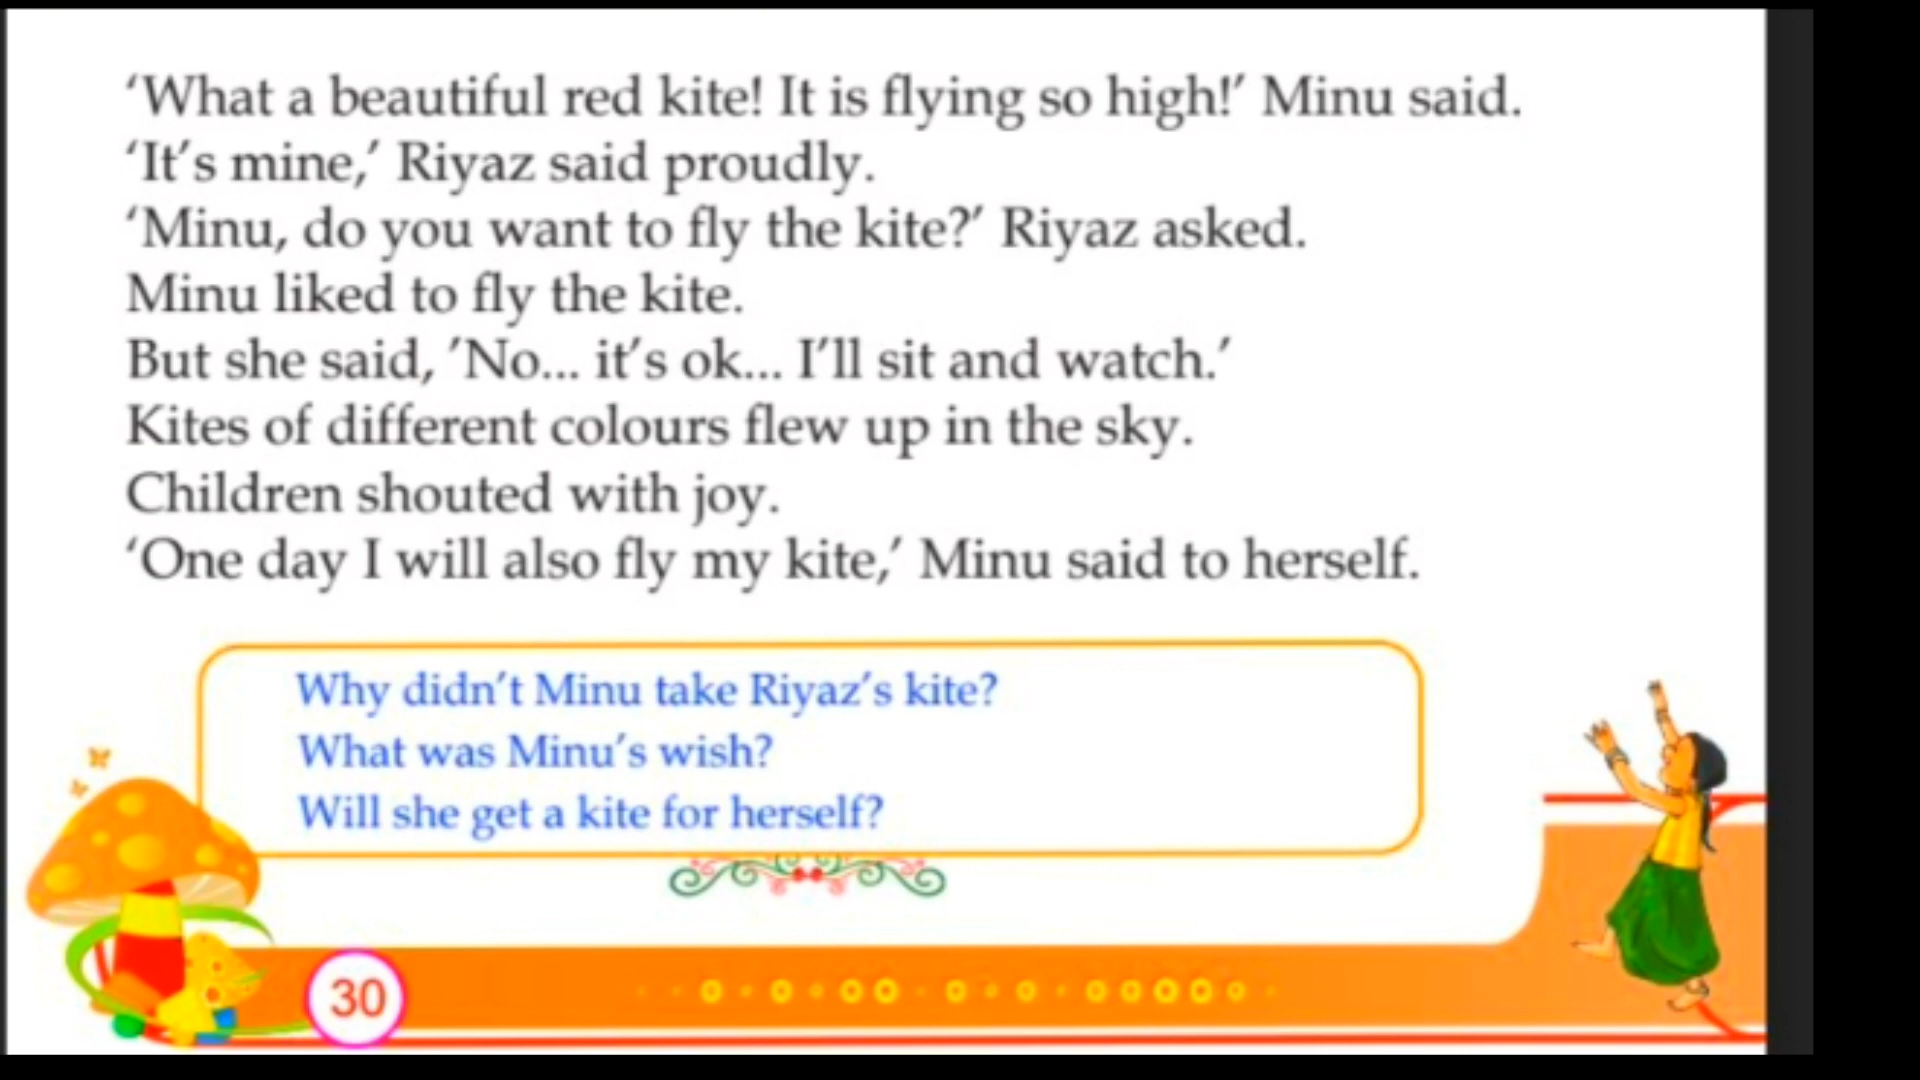 ‘What a beautiful red kite! It is flying so high!’ Minu said.
‘It’s mine,’ Riyaz said proudly.
‘Minu, do you want to fly the kite?’ Riyaz asked.
Minu liked to fly the kite.
But she said, ’No... it’s ok... I’ll sit and watch.’
Kites of different colours flew up in the sky.
Children shouted with joy.
‘One day I will also fly my kite,’ Minu said to herself.
Why didn’t Minu take Riyaz’s kite?
What was Minu’s wish?
Will she get a kite for herself?
30